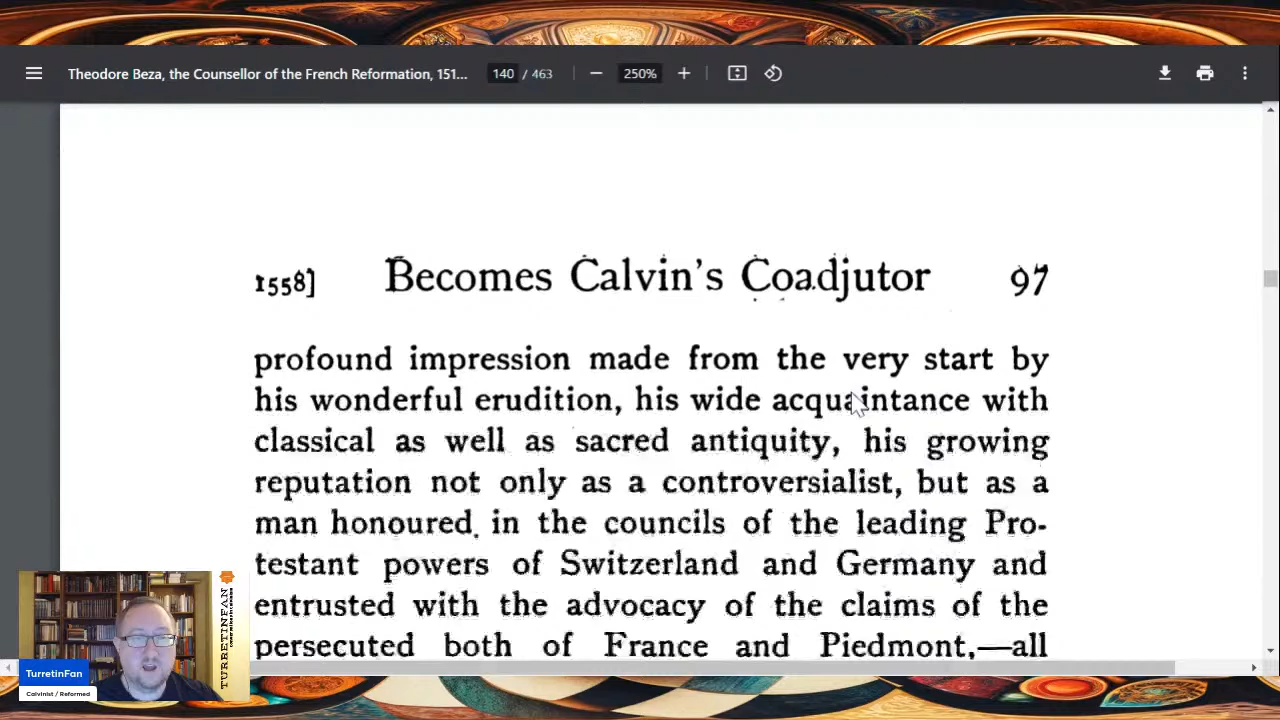 Theodore Beza, the Counsellor of the French Reformation, 151... 140 / 463 250%
1558] Becomes Calvin's Coadjutor 97
profound impression made from the very start by
his wonderful erudition, his wide acquaintance with
classical as well as sacred antiquity, his growing
reputation not only as a controversialist, but as a
man honoured in the councils of the leading Pro-
testant powers of Switzerland and Germany and
entrusted with the advocacy of the claims of the
persecuted both of France and Piedmont,—all
TURRETINFAN
TurretinFan
Calvinist / Reformed